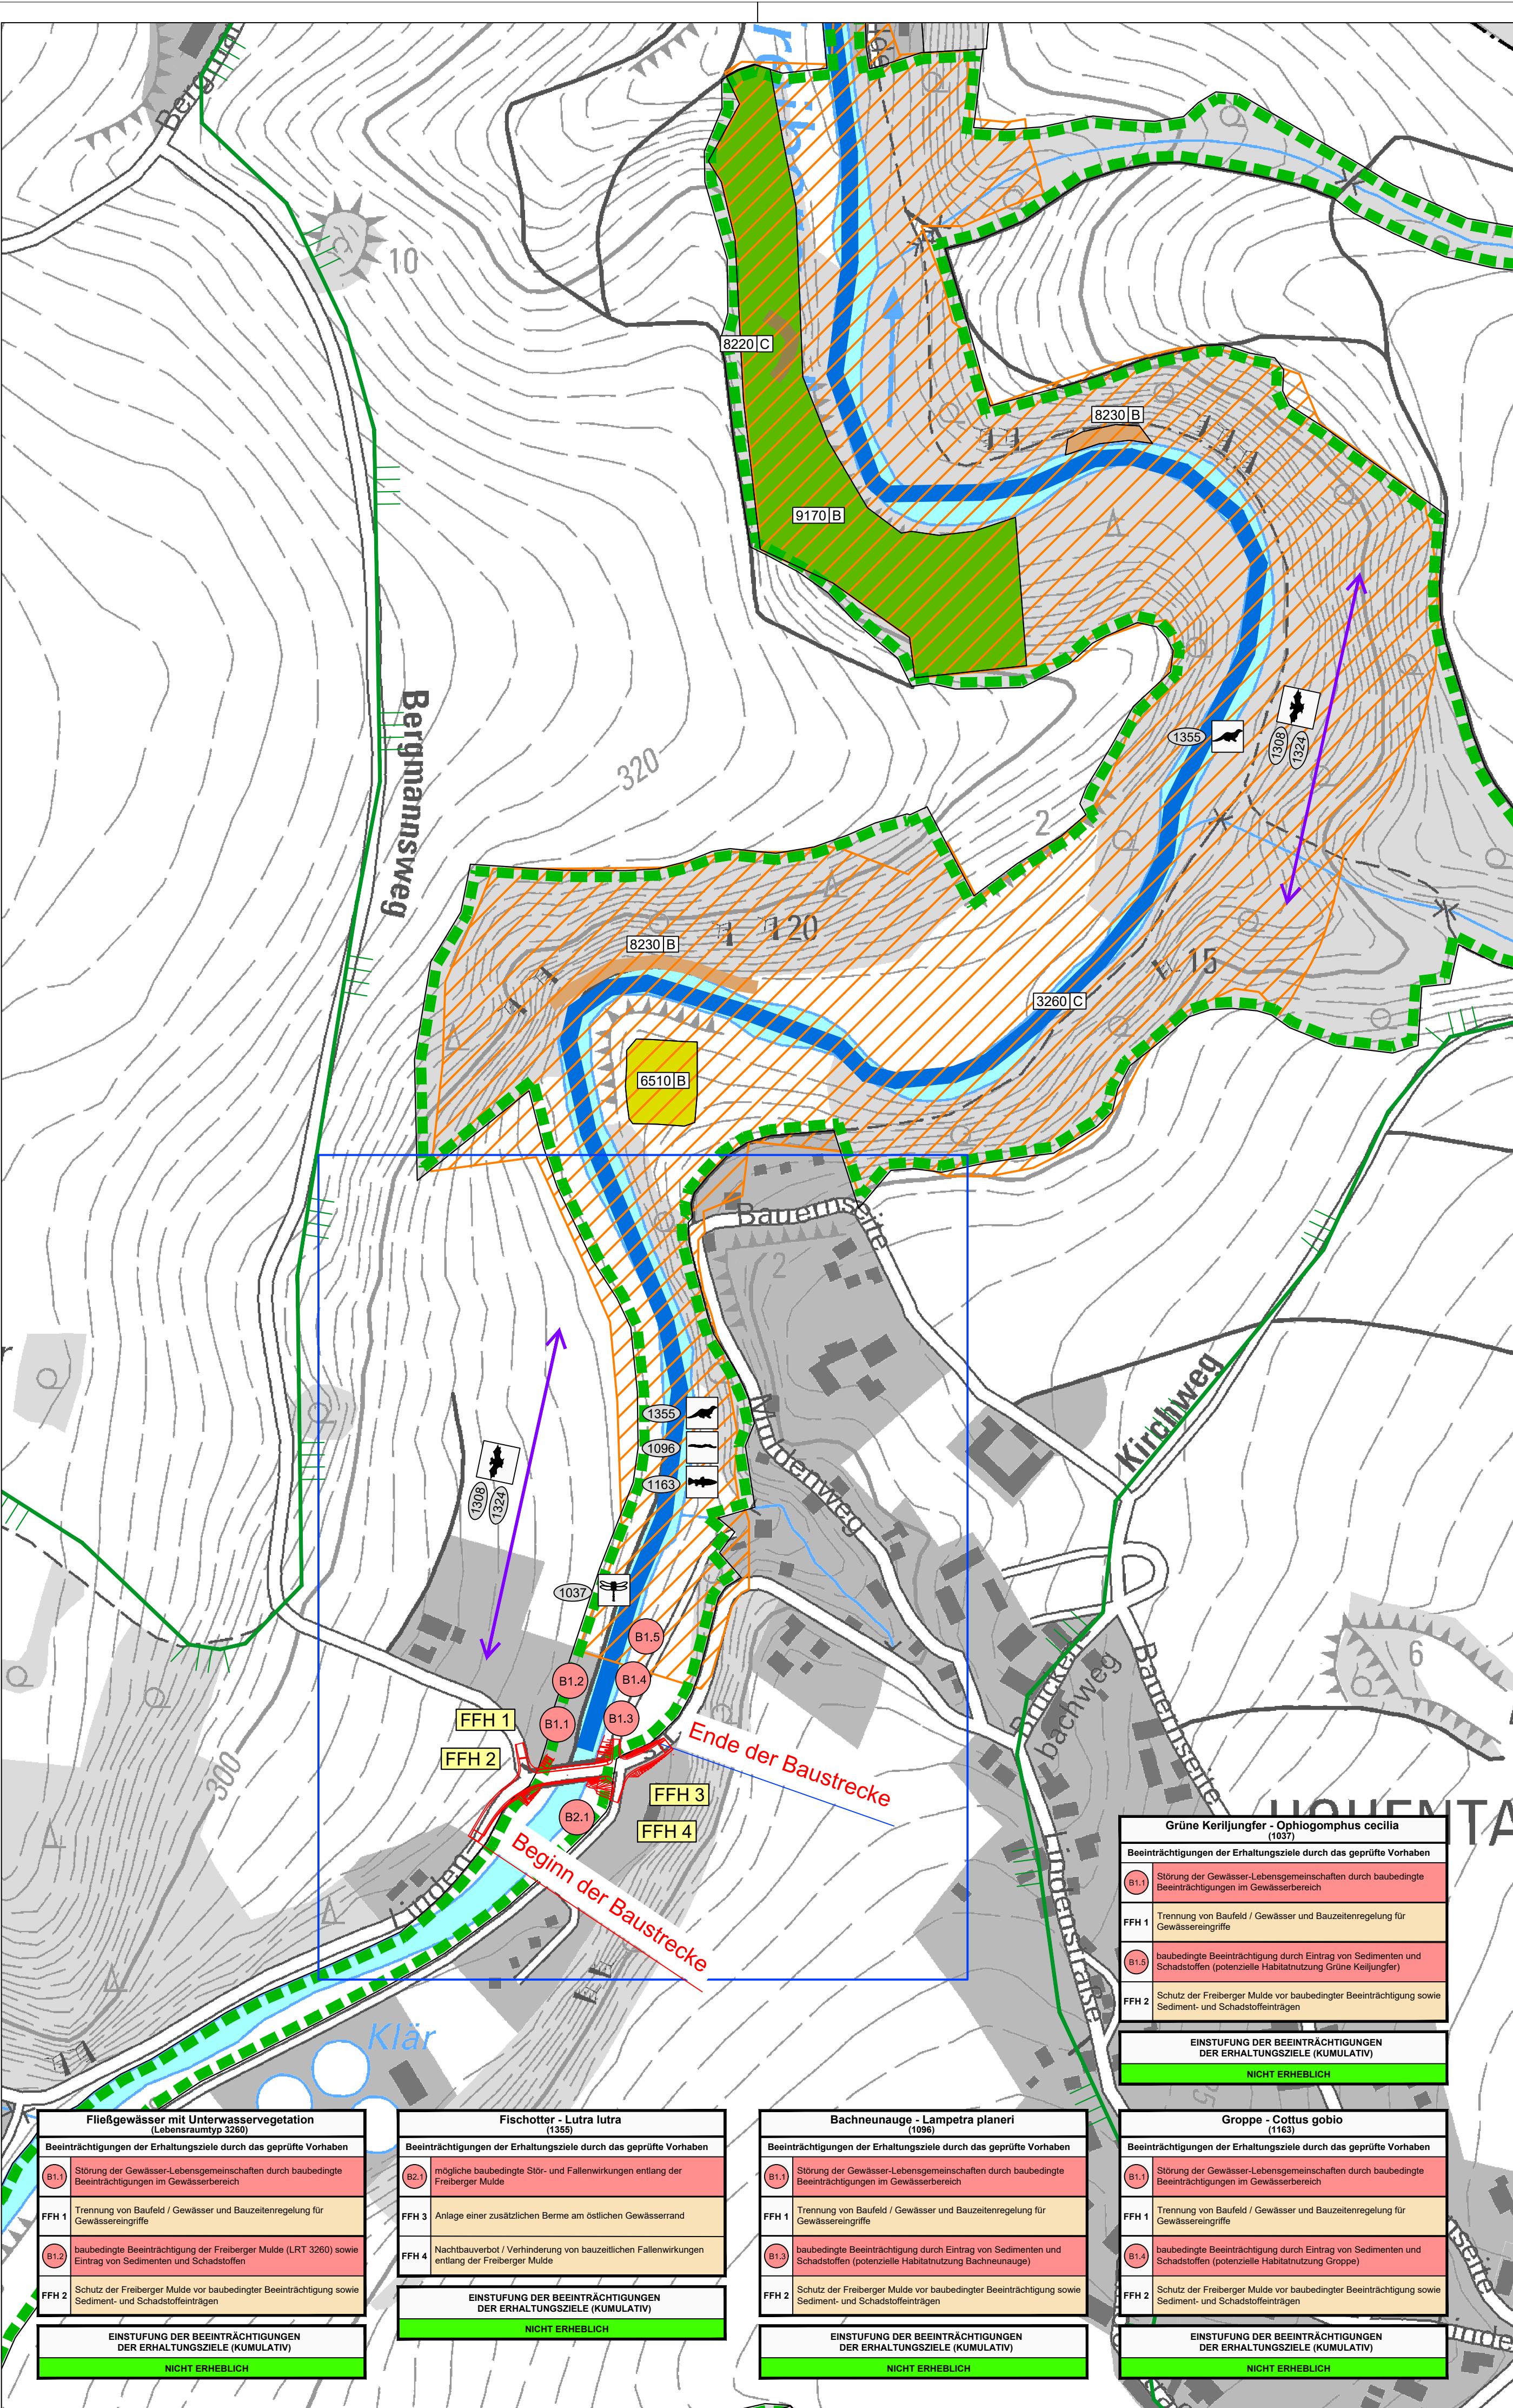 10
8220 C
8230 B
9170 B
Bergmannsweg
320
1355
1308
1324
2
8230 B
120
15
3260 C
6510 B
Bauernseite
2
Kirchweg
1355
1096
1163
Muldenweg
1308
1324
1037
B1.5
B1.2
B1.4
B1.1
B1.3
FFH 1
FFH 2
Ende der Baustrecke
FFH 3
B2.1
FFH 4
Beginn der Baustrecke
300
Linden-
6
Bauernseite
bachweg
Lindenstraße
HOHENTA
Klär
Grüne Keriljungfer - Ophiogomphus cecilia
(1037)
Beeinträchtigungen der Erhaltungsziele durch das geprüfte Vorhaben
B1.1 Störung der Gewässer-Lebensgemeinschaften durch baubedingte
Beeinträchtigungen im Gewässerbereich
FFH 1 Trennung von Baufeld / Gewässer und Bauzeitenregelung für
Gewässereingriffe
B1.5 baubedingte Beeinträchtigung durch Eintrag von Sedimenten und
Schadstoffen (potenzielle Habitatnutzung Grüne Keiljungfer)
FFH 2 Schutz der Freiberger Mulde vor baubedingter Beeinträchtigung sowie
Sediment- und Schadstoffeinträgen
EINSTUFUNG DER BEEINTRÄCHTIGUNGEN
DER ERHALTUNGSZIELE (KUMULATIV)
NICHT ERHEBLICH
Fließgewässer mit Unterwasservegetation
(Lebensraumtyp 3260)
Beeinträchtigungen der Erhaltungsziele durch das geprüfte Vorhaben
B1.1 Störung der Gewässer-Lebensgemeinschaften durch baubedingte
Beeinträchtigungen im Gewässerbereich
FFH 1 Trennung von Baufeld / Gewässer und Bauzeitenregelung für
Gewässereingriffe
B1.2 baubedingte Beeinträchtigung der Freiberger Mulde (LRT 3260) sowie
Eintrag von Sedimenten und Schadstoffen
FFH 2 Schutz der Freiberger Mulde vor baubedingter Beeinträchtigung sowie
Sediment- und Schadstoffeinträgen
EINSTUFUNG DER BEEINTRÄCHTIGUNGEN
DER ERHALTUNGSZIELE (KUMULATIV)
NICHT ERHEBLICH
Fischotter - Lutra lutra
(1355)
Beeinträchtigungen der Erhaltungsziele durch das geprüfte Vorhaben
B2.1 mögliche baubedingte Stör- und Fallenwirkungen entlang der
Freiberger Mulde
FFH 3 Anlage einer zusätzlichen Berme am östlichen Gewässerrand
FFH 4 Nachtbauverbot / Verhinderung von bauzeitlichen Fallenwirkungen
entlang der Freiberger Mulde
EINSTUFUNG DER BEEINTRÄCHTIGUNGEN
DER ERHALTUNGSZIELE (KUMULATIV)
NICHT ERHEBLICH
Bachneunauge - Lampetra planeri
(1096)
Beeinträchtigungen der Erhaltungsziele durch das geprüfte Vorhaben
B1.1 Störung der Gewässer-Lebensgemeinschaften durch baubedingte
Beeinträchtigungen im Gewässerbereich
FFH 1 Trennung von Baufeld / Gewässer und Bauzeitenregelung für
Gewässereingriffe
B1.3 baubedingte Beeinträchtigung durch Eintrag von Sedimenten und
Schadstoffen (potenzielle Habitatnutzung Bachneunauge)
FFH 2 Schutz der Freiberger Mulde vor baubedingter Beeinträchtigung sowie
Sediment- und Schadstoffeinträgen
EINSTUFUNG DER BEEINTRÄCHTIGUNGEN
DER ERHALTUNGSZIELE (KUMULATIV)
NICHT ERHEBLICH
Groppe - Cottus gobio
(1163)
Beeinträchtigungen der Erhaltungsziele durch das geprüfte Vorhaben
B1.1 Störung der Gewässer-Lebensgemeinschaften durch baubedingte
Beeinträchtigungen im Gewässerbereich
FFH 1 Trennung von Baufeld / Gewässer und Bauzeitenregelung für
Gewässereingriffe
B1.4 baubedingte Beeinträchtigung durch Eintrag von Sedimenten und
Schadstoffen (potenzielle Habitatnutzung Groppe)
FFH 2 Schutz der Freiberger Mulde vor baubedingter Beeinträchtigung sowie
Sediment- und Schadstoffeinträgen
EINSTUFUNG DER BEEINTRÄCHTIGUNGEN
DER ERHALTUNGSZIELE (KUMULATIV)
NICHT ERHEBLICH